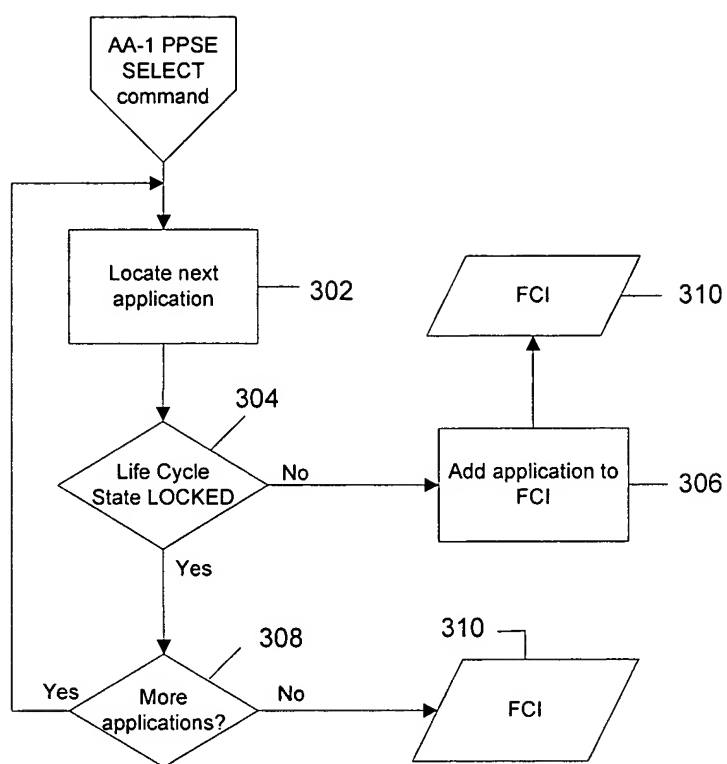 AA-1 PPSE
SELECT
command
Locate next
application
302
FCI
310
304
Life Cycle
State LOCKED
No
Add application to
FCI
306
Yes
308
310
Yes
More
applications?
No
FCI